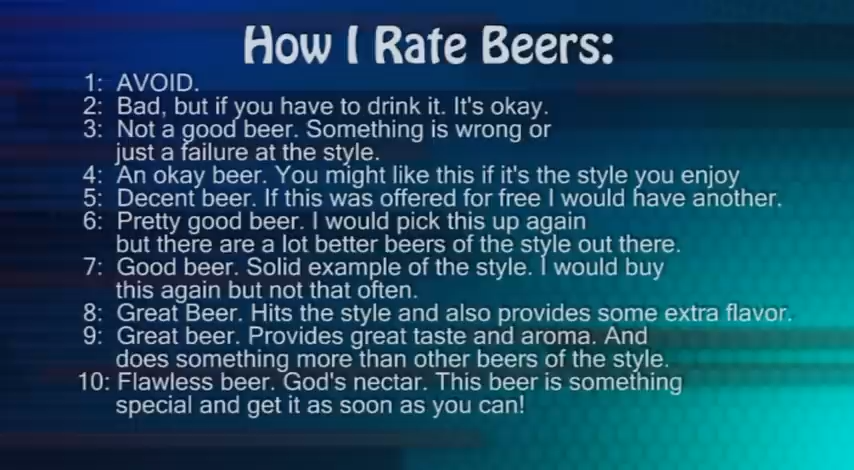 How I Rate Beers:
1: AVOID.
2: Bad, but if you have to drink it. It's okay.
3: Not a good beer. Something is wrong or
just a failure at the style.
4: An okay beer. You might like this if it's the style you enjoy
5: Decent beer. If this was offered for free I would have another.
6: Pretty good beer. I would pick this up again
but there are a lot better beers of the style out there.
7: Good beer. Solid example of the style. I would buy
this again but not that often.
8: Great Beer. Hits the style and also provides some extra flavor.
9: Great beer. Provides great taste and aroma. And
does something more than other beers of the style.
10: Flawless beer. God's nectar. This beer is something
special and get it as soon as you can!